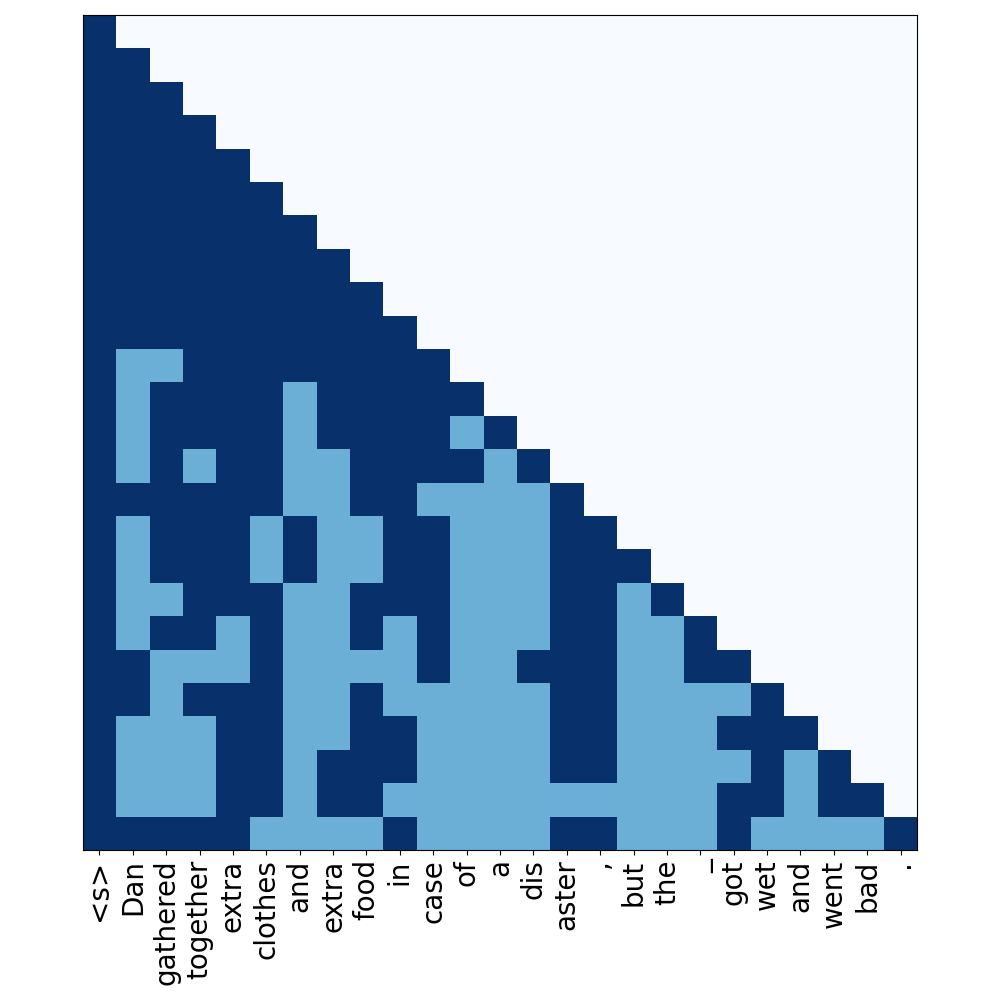 <s>
Dan
gathered
together
extra
clothes
and
extra
food
in
case
of
a
dis
aster
,
but
the
_
got
wet
and
went
bad
.